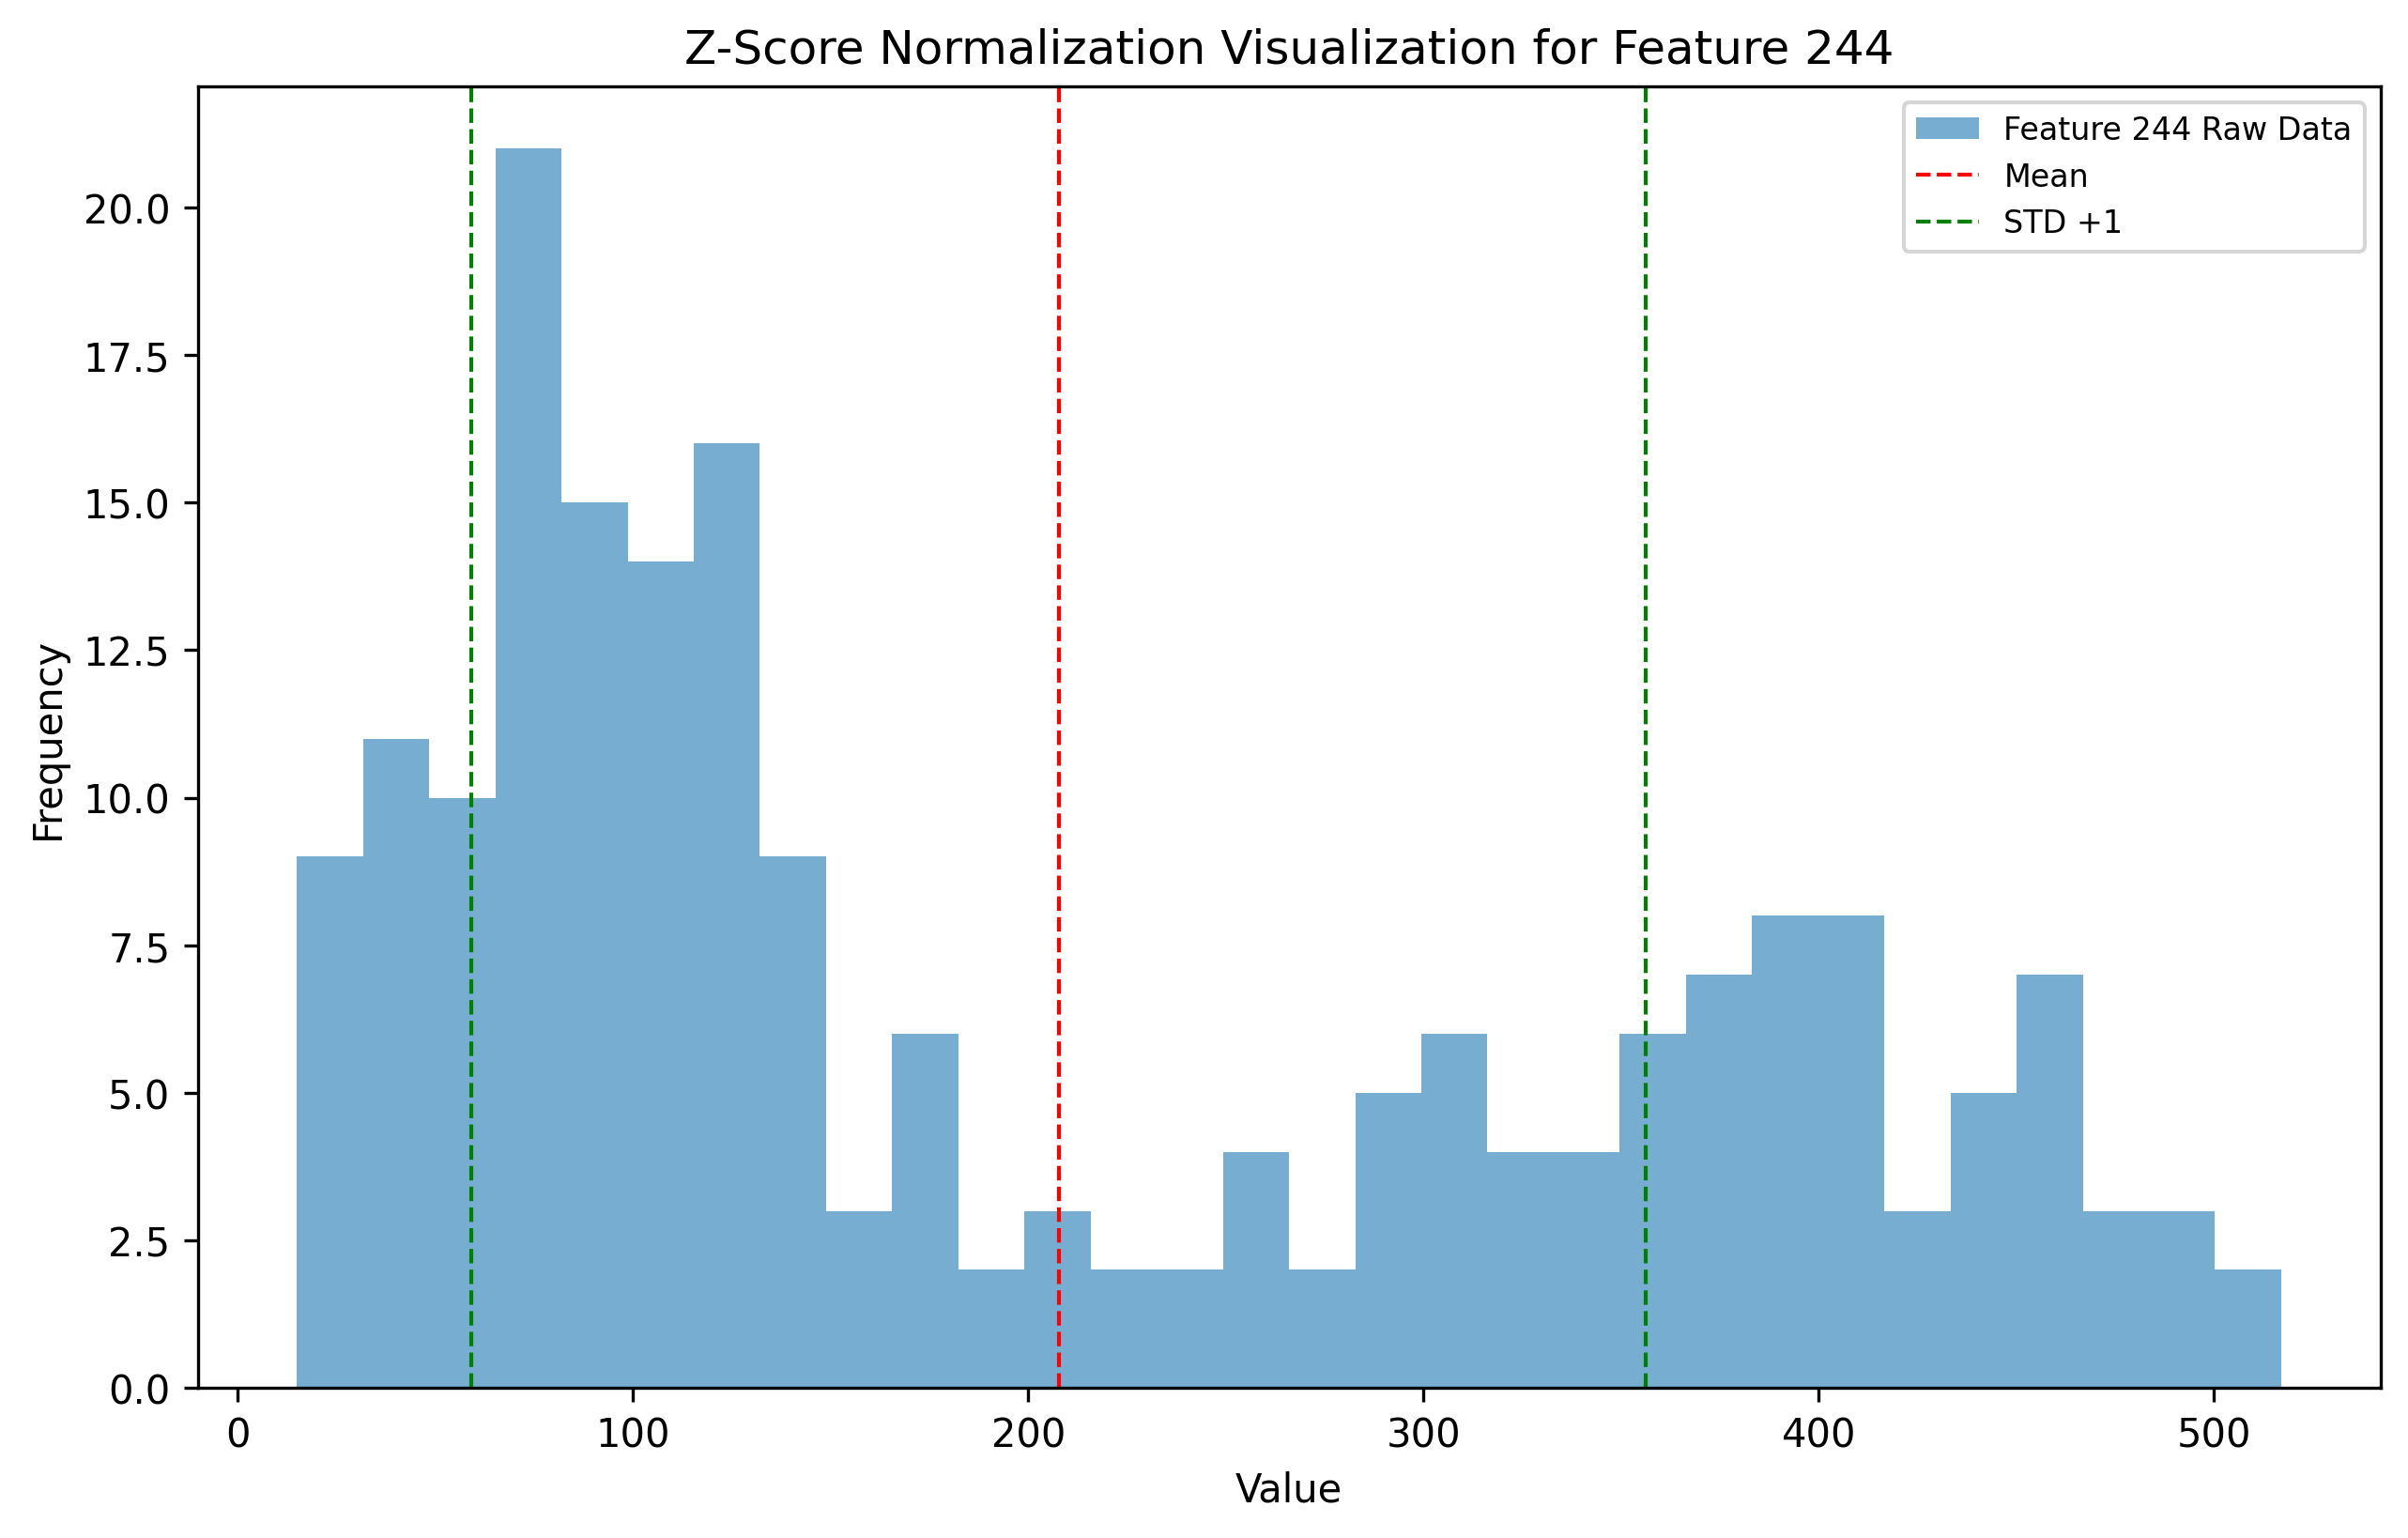 Z-Score Normalization Visualization for Feature 244
Feature 244 Raw Data
Mean
STD +1
20.0
17.5
15.0
12.5
10.0
7.5
5.0
2.5
0.0
Frequency
0 100 200 300 400 500
Value